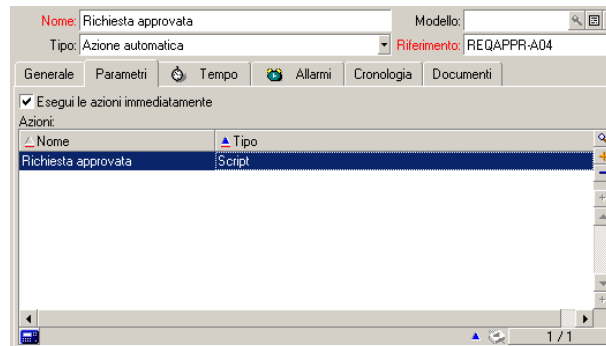 Nome: Richiesta approvata Modello:
Tipo: Azione automatica Riferimento: REQAPPR-A04
Generale Parametri Tempo Allarmi Cronologia Documenti
Esegui le azioni immediatamente
Azioni:
Nome Tipo
Richiesta approvata Script
1 / 1